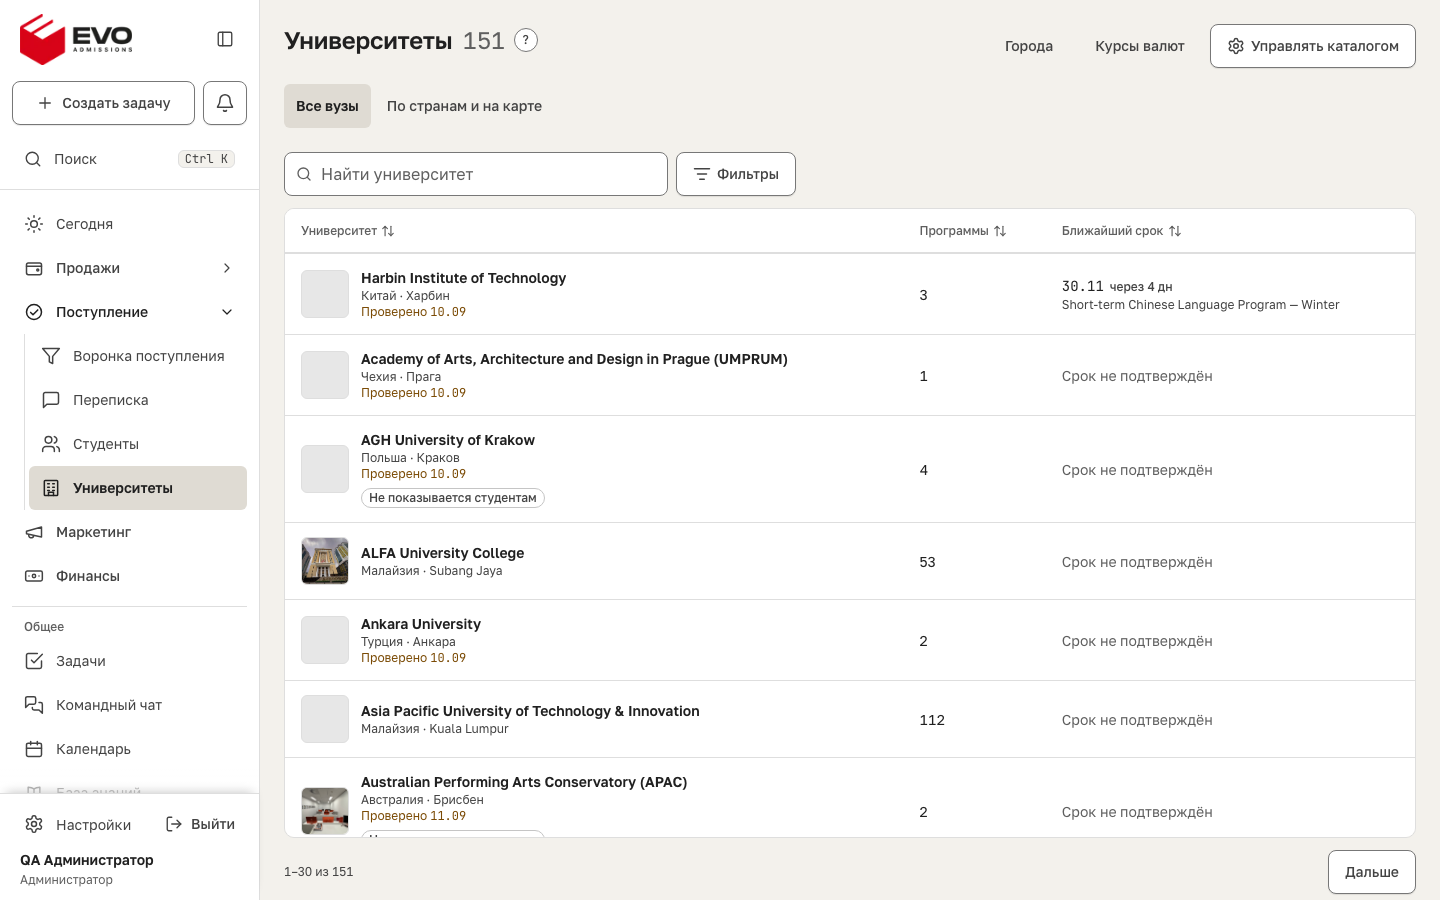 EVO
ADMISSIONS
Создать задачу
Поиск
Ctrl K
Сегодня
Продажи
Поступление
Воронка поступления
Переписка
Студенты
Университеты
Маркетинг
Финансы
Общее
Задачи
Командный чат
Календарь
База знаний
Настройки
Выйти
QA Администратор
Администратор
Университеты 151 ?
Города
Курсы валют
Управлять каталогом
Все вузы
По странам и на карте
Найти университет
Фильтры
Университет
Программы
Ближайший срок
Harbin Institute of Technology
Китай · Харбин
Проверено 10.09
3
30.11 через 4 дн
Short-term Chinese Language Program — Winter
Academy of Arts, Architecture and Design in Prague (UMPRUM)
Чехия · Прага
Проверено 10.09
1
Срок не подтверждён
AGH University of Krakow
Польша · Краков
Проверено 10.09
Не показывается студентам
4
Срок не подтверждён
ALFA University College
Малайзия · Subang Jaya
53
Срок не подтверждён
Ankara University
Турция · Анкара
Проверено 10.09
2
Срок не подтверждён
Asia Pacific University of Technology & Innovation
Малайзия · Kuala Lumpur
112
Срок не подтверждён
Australian Performing Arts Conservatory (APAC)
Австралия · Брисбен
Проверено 11.09
2
Срок не подтверждён
1–30 из 151
Дальше